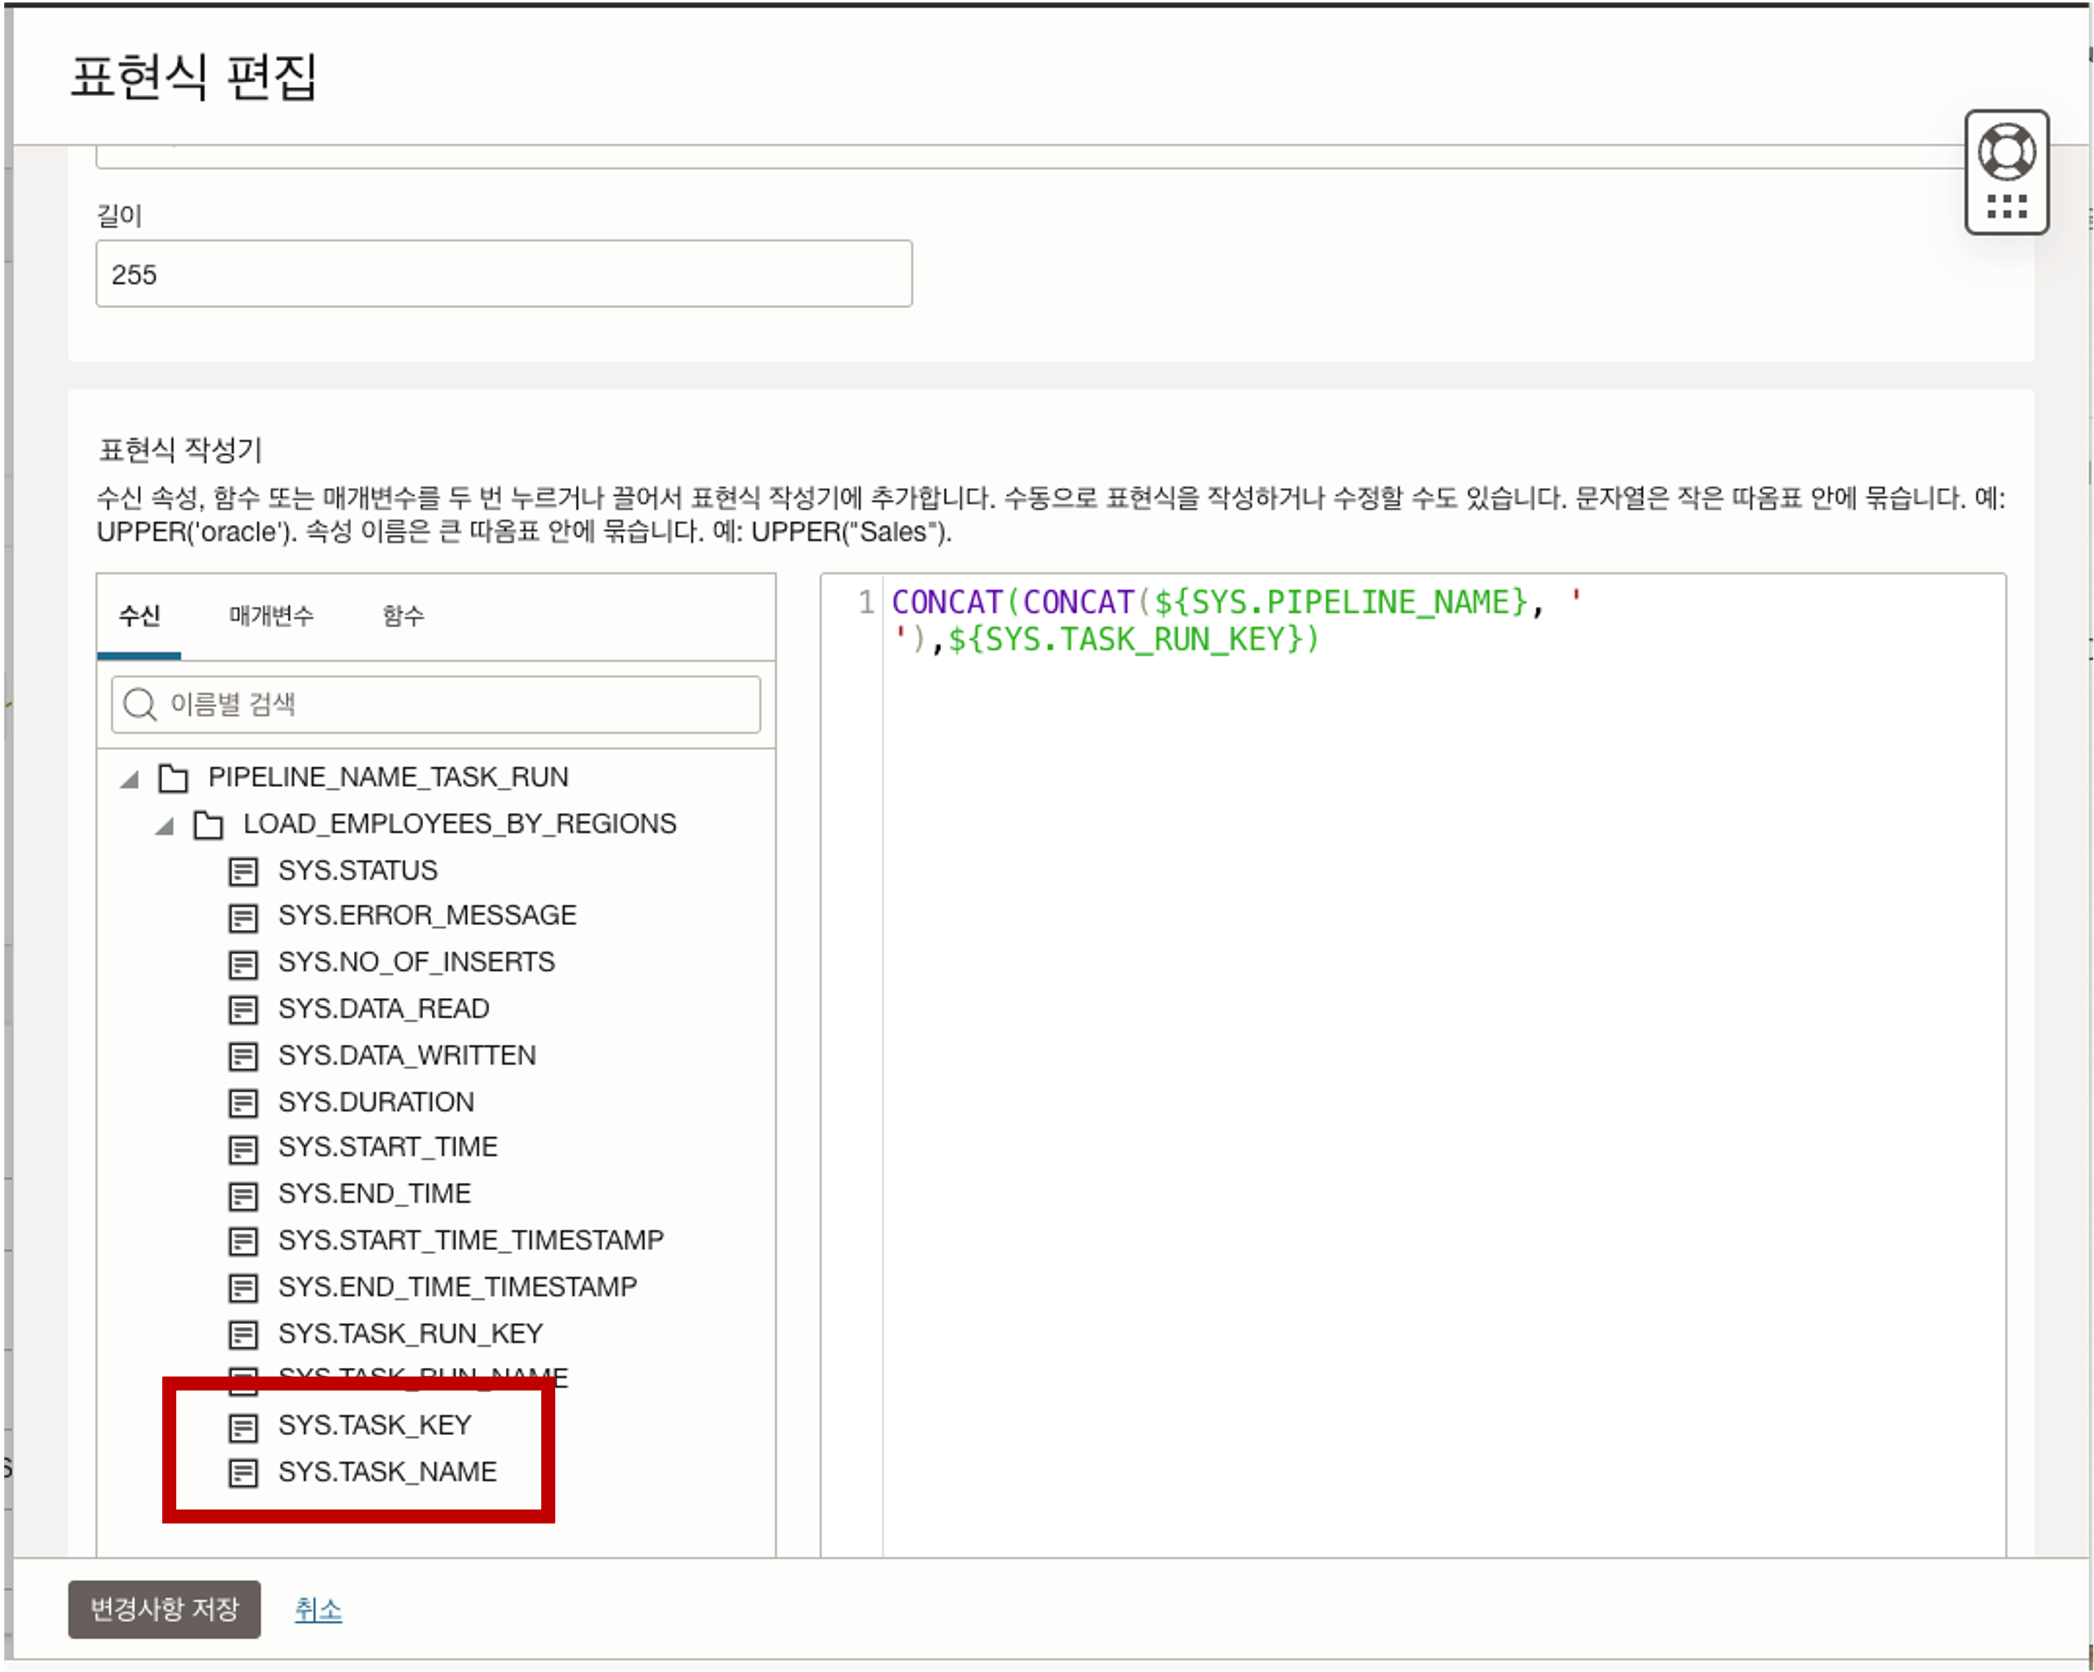 표현식 편집
길이
255
표현식 작성기
수신 속성, 함수 또는 매개변수를 두 번 누르거나 끌어서 표현식 작성기에 추가합니다. 수동으로 표현식을 작성하거나 수정할 수도 있습니다. 문자열은 작은 따옴표 안에 묶습니다. 예:
UPPER('oracle'). 속성 이름은 큰 따옴표 안에 묶습니다. 예: UPPER("Sales").
수신 매개변수 함수
이름별 검색
PIPELINE_NAME_TASK_RUN
LOAD_EMPLOYEES_BY_REGIONS
SYS.STATUS
SYS.ERROR_MESSAGE
SYS.NO_OF_INSERTS
SYS.DATA_READ
SYS.DATA_WRITTEN
SYS.DURATION
SYS.START_TIME
SYS.END_TIME
SYS.START_TIME_TIMESTAMP
SYS.END_TIME_TIMESTAMP
SYS.TASK_RUN_KEY
SYS.TASK_RUN_NAME
SYS.TASK_KEY
SYS.TASK_NAME
1 CONCAT(CONCAT(${SYS.PIPELINE_NAME}, '
'),${SYS.TASK_RUN_KEY})
변경사항 저장 취소